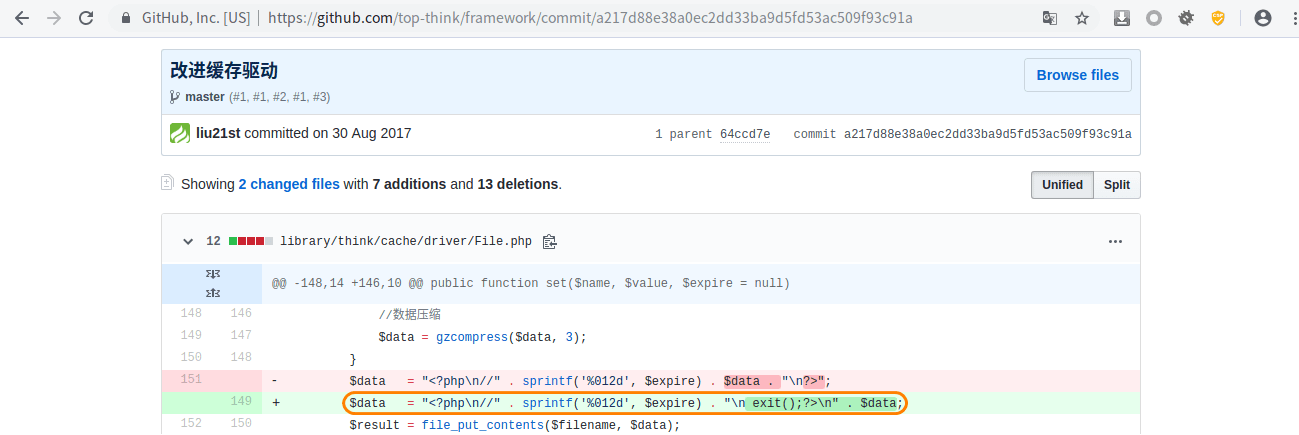 GitHub, Inc. [US] | https://github.com/top-think/framework/commit/a217d88e38a0ec2dd33ba9d5fd53ac509f93c91a
改进缓存驱动
Browse files
master (#1, #1, #2, #1, #3)
liu21st committed on 30 Aug 2017
1 parent 64ccd7e commit a217d88e38a0ec2dd33ba9d5fd53ac509f93c91a
Showing 2 changed files with 7 additions and 13 deletions.
Unified Split
12 library/think/cache/driver/File.php
@@ -148,14 +146,10 @@ public function set($name, $value, $expire = null)
148 146 //数据压缩
149 147 $data = gzcompress($data, 3);
150 148 }
151 - $data = "<?php\n//" . sprintf('%012d', $expire) . $data . "\n?>";
149 + $data = "<?php\n//" . sprintf('%012d', $expire) . "\n exit();?>\n" . $data;
152 150 $result = file_put_contents($filename, $data);